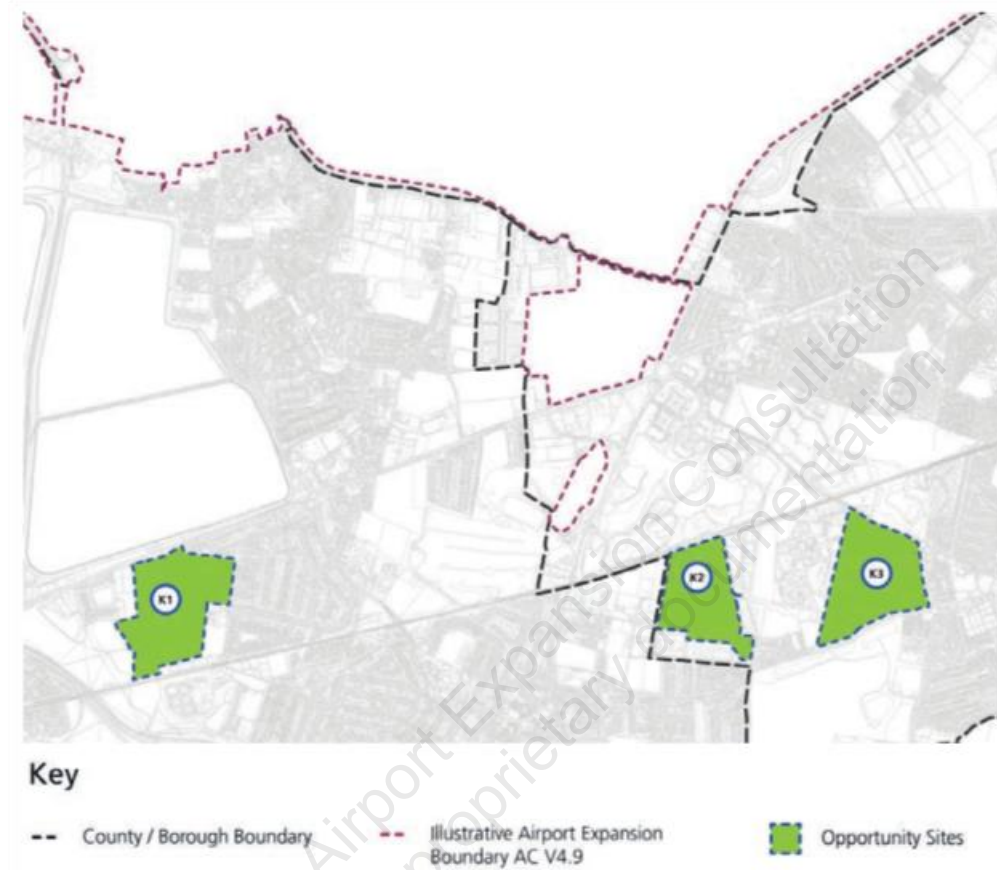 K1
K2
K3
Airport Expansion Consultation
Proprietary Documentation
Key
County / Borough Boundary
Illustrative Airport Expansion
Boundary AC V4.9
Opportunity Sites